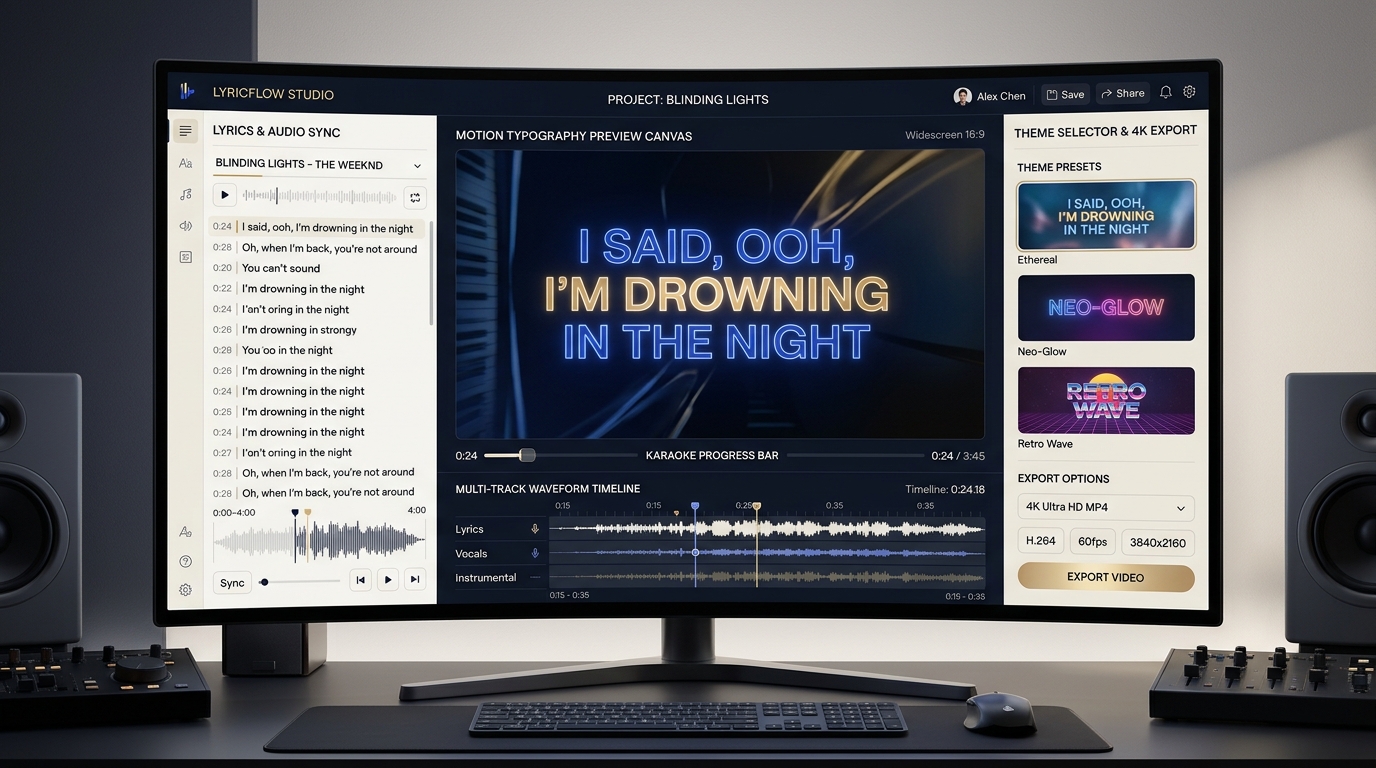 LYRICFLOW STUDIO
PROJECT: BLINDING LIGHTS
Alex Chen
Save
Share
LYRICS & AUDIO SYNC
BLINDING LIGHTS – THE WEEKND
0:24 I said, ooh, I'm drowning in the night
0:28 Oh, when I'm back, you're not around
0:20 You can't sound
0:22 I'm drowning in the night
0:24 I'an't oring in the night
0:26 I'm drowning in strongy
0:28 You'oo in the night
0:26 I'm drowning in the night
0:24 I'm drowning in the night
0:26 I'm drowning in the night
0:24 I'm drowning in the night
0:27 I'on't oning in the night
0:28 Oh, when I'm back, you're not around
0:28 Oh, when I'm back, you're not around
0:00–4:00
4:00
Sync
MOTION TYPOGRAPHY PREVIEW CANVAS
Widescreen 16:9
I SAID, OOH,
I'M DROWNING
IN THE NIGHT
0:24
KARAOKE PROGRESS BAR
0:24 / 3:45
MULTI-TRACK WAVEFORM TIMELINE
Timeline: 0:24.18
0:15 0:15 0:25 0:35 0:35
Lyrics
Vocals
Instrumental
0:15 - 0:35
0:19 - 0:38
THEME SELECTOR & 4K EXPORT
THEME PRESETS
I SAID, OOH,
I'M DROWNING
IN THE NIGHT
Ethereal
NEO-GLOW
Neo-Glow
RETRO
WAVE
Retro Wave
EXPORT OPTIONS
4K Ultra HD MP4
H.264
60fps
3840x2160
EXPORT VIDEO